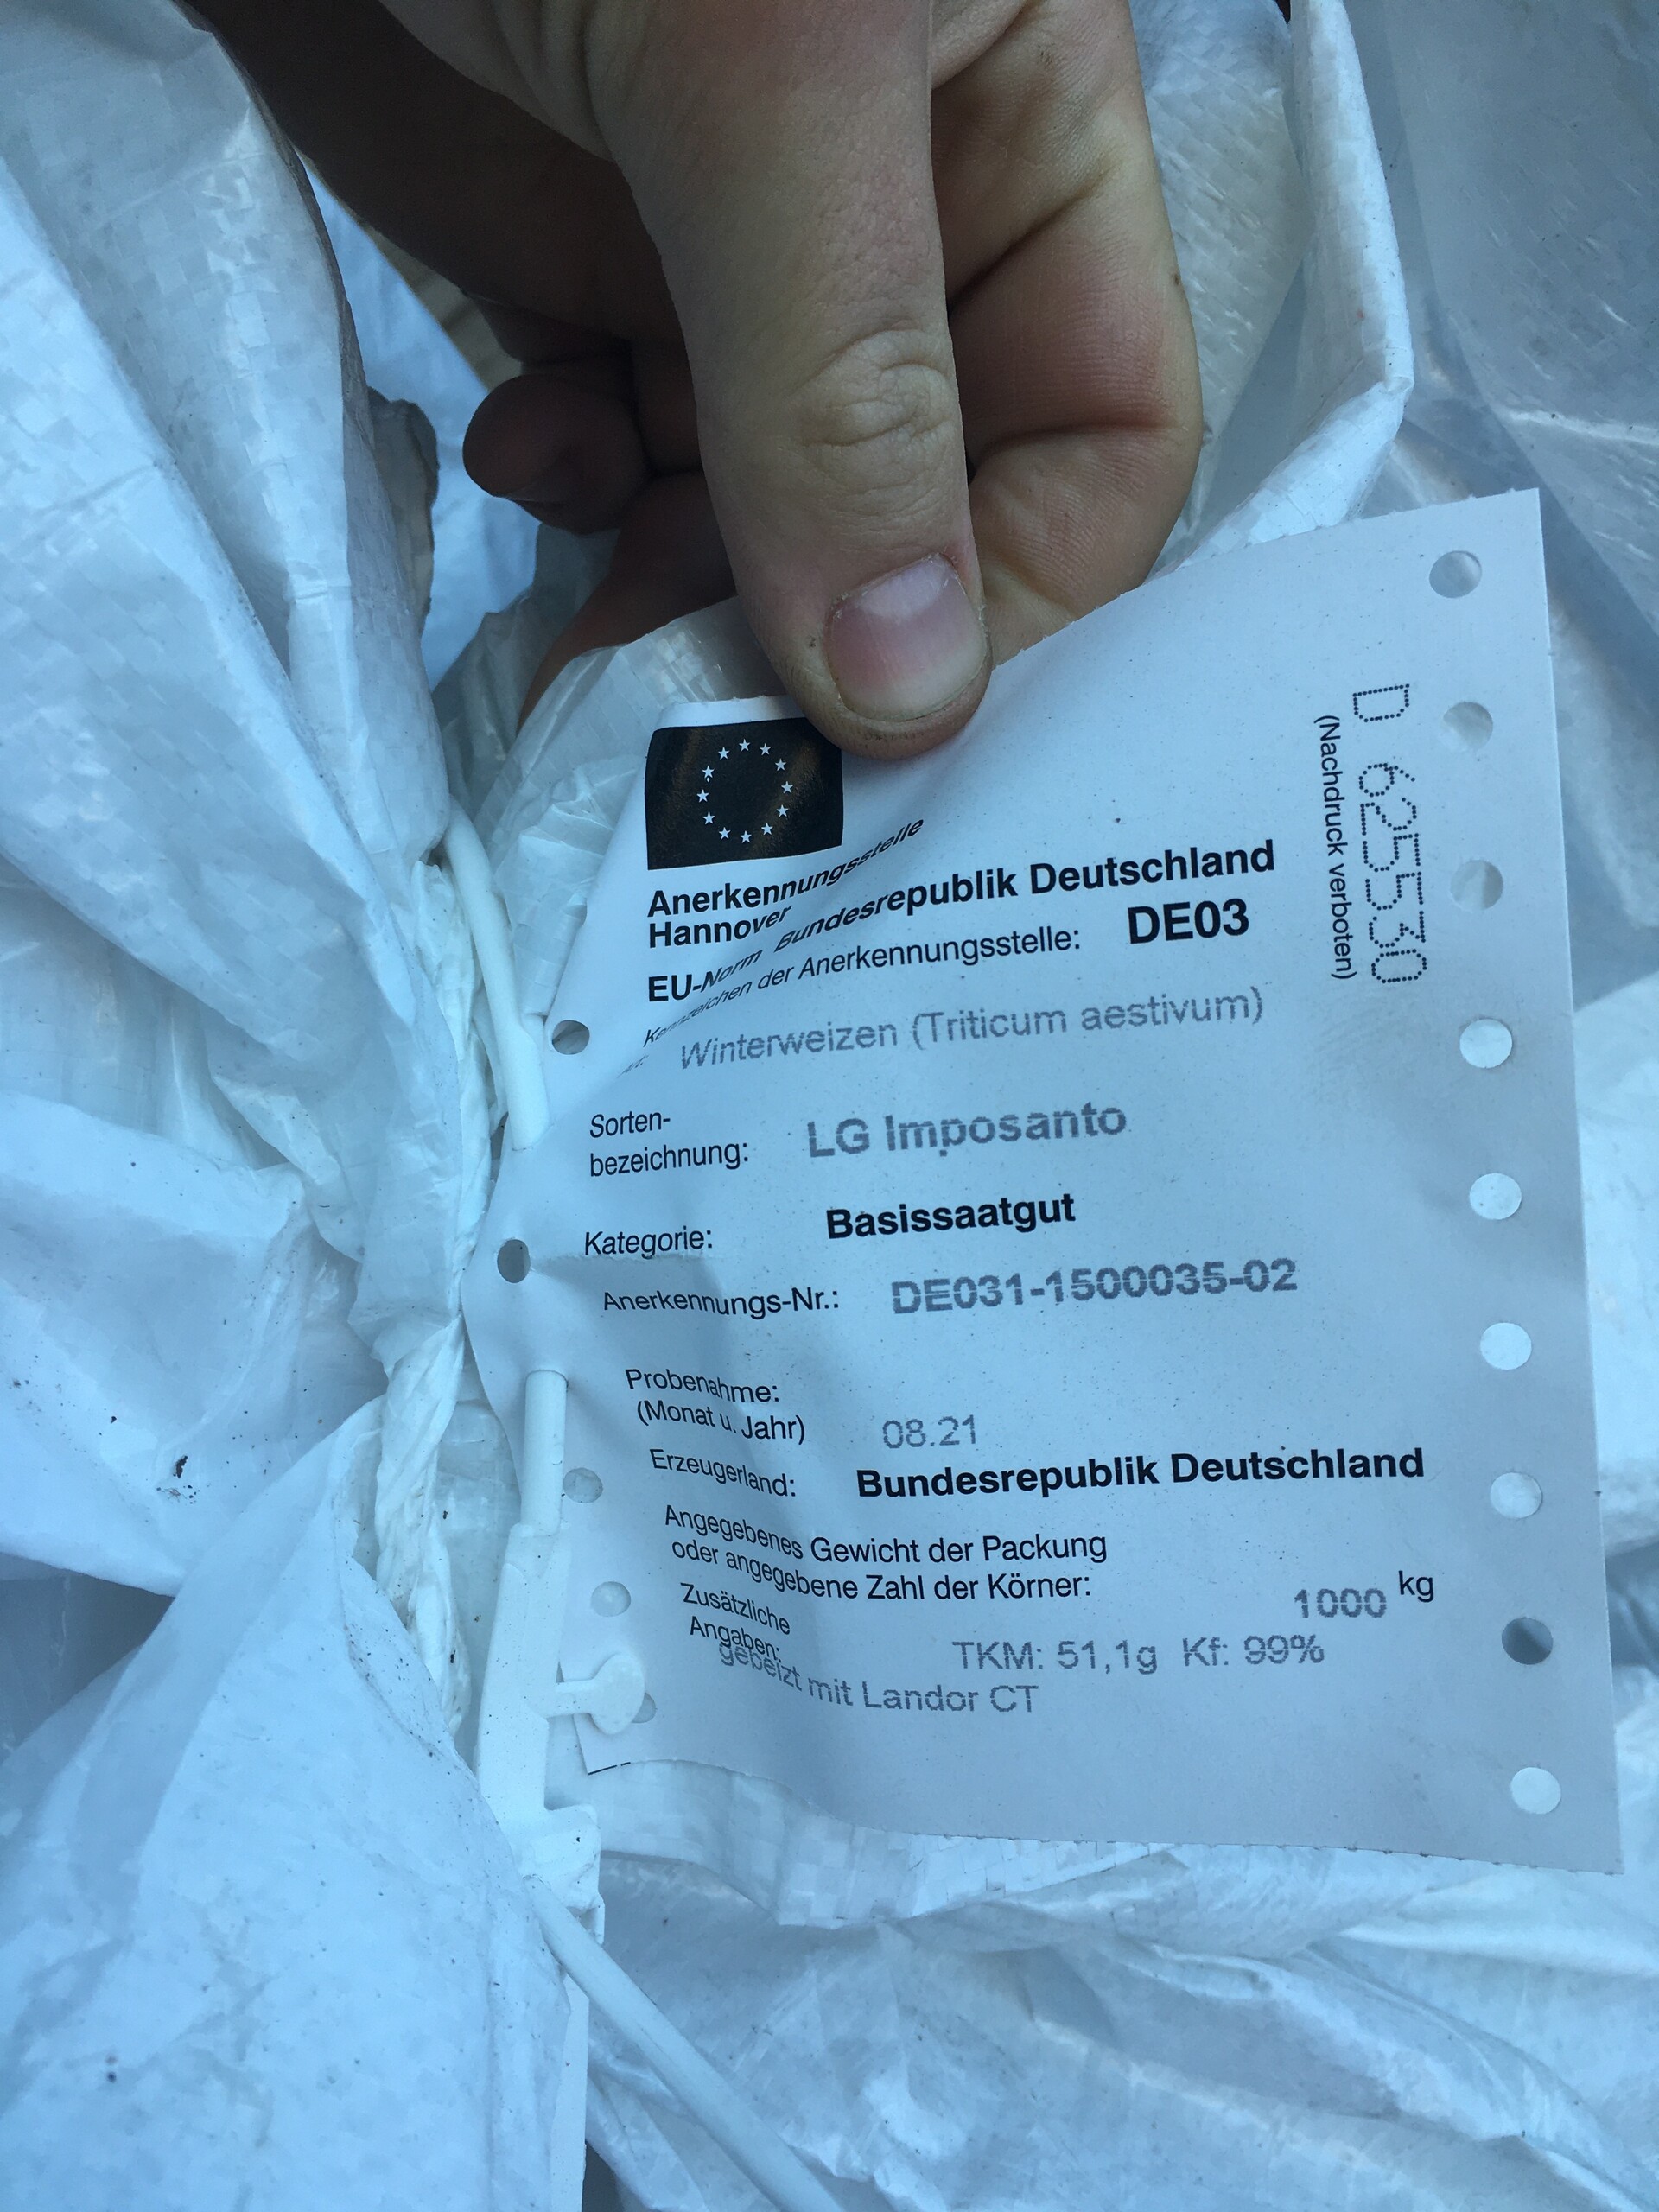 Anerkennungsstelle
Hannover
EU-Norm Bundesrepublik Deutschland
Kennzeichen der Anerkennungsstelle: DE03
Art: Winterweizen (Triticum aestivum)
Sorten-
bezeichnung: LG Imposanto
Kategorie: Basissaatgut
Anerkennungs-Nr.: DE031-1500035-02
Probenahme:
(Monat u. Jahr) 08.21
Erzeugerland: Bundesrepublik Deutschland
Angegebenes Gewicht der Packung
oder angegebene Zahl der Körner: 1000 kg
Zusätzliche
Angaben: TKM: 51,1g Kf: 99%
gebeizt mit Landor CT
D 625530
(Nachdruck verboten)